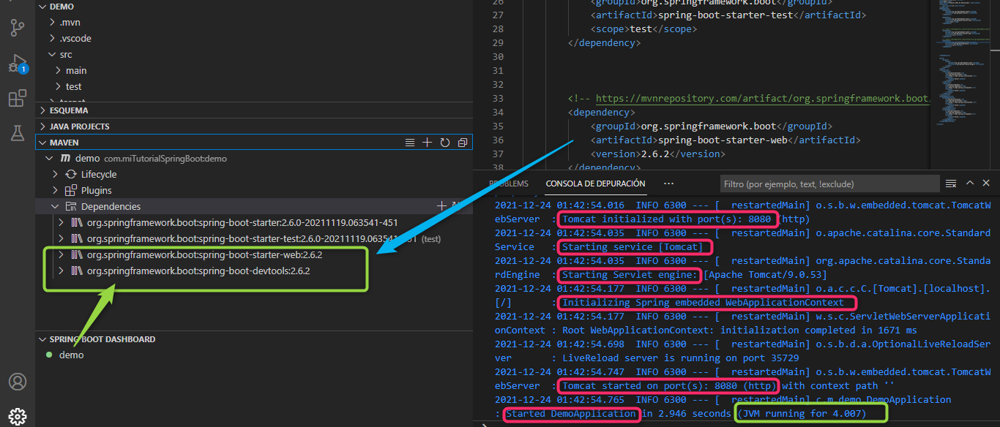 DEMO
.mvn
.vscode
src
main
test
ESQUEMA
JAVA PROJECTS
MAVEN
demo com.miTutorialSpringBoot:demo
Lifecycle
Plugins
Dependencies
org.springframework.boot:spring-boot-starter:2.6.0-20211119.063541-451
org.springframework.boot:spring-boot-starter-test:2.6.0-20211119.063541-451 (test)
org.springframework.boot:spring-boot-starter-web:2.6.2
org.springframework.boot:spring-boot-devtools:2.6.2
SPRING BOOT DASHBOARD
demo
1
26 <groupId>org.springframework.boot</groupId>
27 <artifactId>spring-boot-starter-test</artifactId>
28 <scope>test</scope>
29 </dependency>
30
31
32
33 <!-- https://mvnrepository.com/artifact/org.springframework.boot/
34 <dependency>
35 <groupId>org.springframework.boot</groupId>
36 <artifactId>spring-boot-starter-web</artifactId>
37 <version>2.6.2</version>
38 </dependency>
PROBLEMS CONSOLA DE DEPURACIÓN ··· Filtro (por ejemplo, text, !exclude)
2021-12-24 01:42:54.016 INFO 6300 --- [ restartedMain] o.s.b.w.embedded.tomcat.TomcatW
ebServer : Tomcat initialized with port(s): 8080 (http)
2021-12-24 01:42:54.035 INFO 6300 --- [ restartedMain] o.apache.catalina.core.Standard
Service : Starting service [Tomcat]
2021-12-24 01:42:54.035 INFO 6300 --- [ restartedMain] org.apache.catalina.core.Standa
rdEngine : Starting Servlet engine: [Apache Tomcat/9.0.53]
2021-12-24 01:42:54.177 INFO 6300 --- [ restartedMain] o.a.c.c.C.[Tomcat].[localhost].
[/] : Initializing Spring embedded WebApplicationContext
2021-12-24 01:42:54.177 INFO 6300 --- [ restartedMain] w.s.c.ServletWebServerApplicati
onContext : Root WebApplicationContext: initialization completed in 1671 ms
2021-12-24 01:42:54.698 INFO 6300 --- [ restartedMain] o.s.b.d.a.OptionalLiveReloadSer
ver : LiveReload server is running on port 35729
2021-12-24 01:42:54.747 INFO 6300 --- [ restartedMain] o.s.b.w.embedded.tomcat.TomcatW
ebServer : Tomcat started on port(s): 8080 (http) with context path ''
2021-12-24 01:42:54.765 INFO 6300 --- [ restartedMain] c.m.demo.DemoApplication
: Started DemoApplication in 2.946 seconds (JVM running for 4.007)